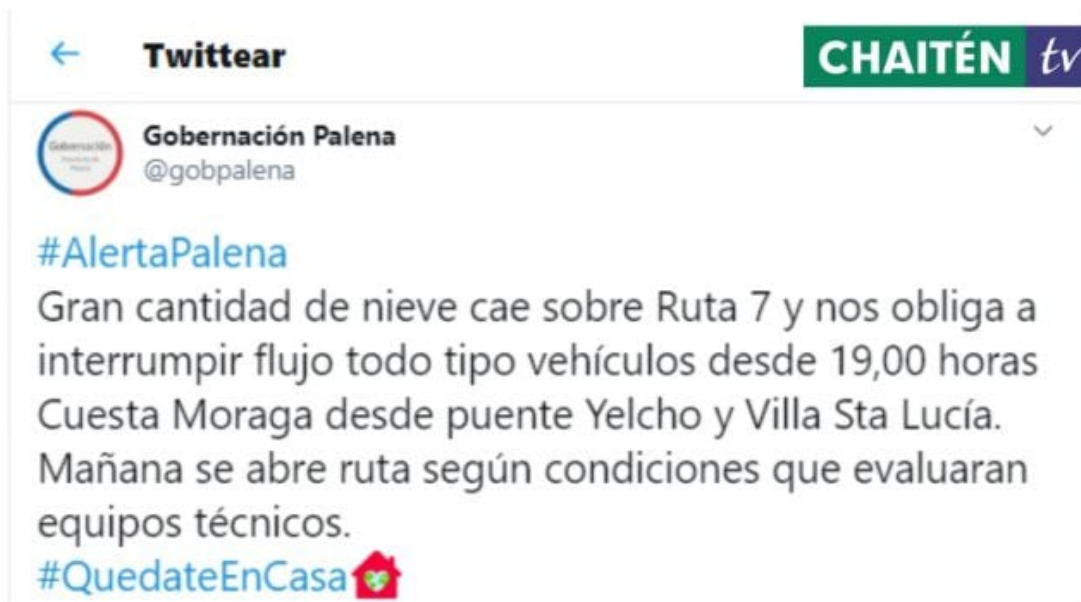 Twittear
CHAITÉN tv
Gobernación Palena
@gobpalena
Gobernación
#AlertaPalena
Gran cantidad de nieve cae sobre Ruta 7 y nos obliga a
interrumpir flujo todo tipo vehículos desde 19,00 horas
Cuesta Moraga desde puente Yelcho y Villa Sta Lucía.
Mañana se abre ruta según condiciones que evaluaran
equipos técnicos.
#QuedateEnCasa